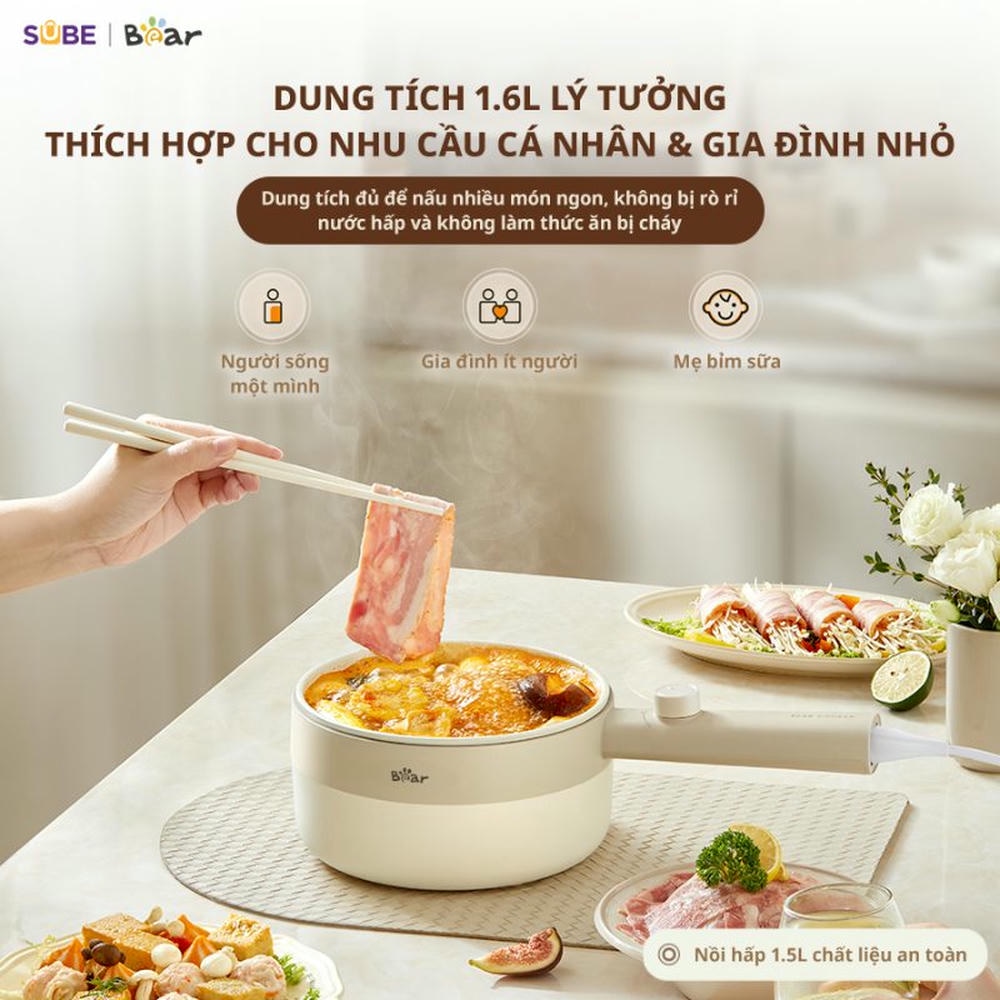 SUBE | Bear
DUNG TÍCH 1.6L LÝ TƯỞNG
THÍCH HỢP CHO NHU CẦU CÁ NHÂN & GIA ĐÌNH NHỎ
Dung tích đủ để nấu nhiều món ngon, không bị rò rỉ
nước hấp và không làm thức ăn bị cháy
Người sống
một mình
Gia đình ít người
Mẹ bỉm sữa
Bear
Nồi hấp 1.5L chất liệu an toàn